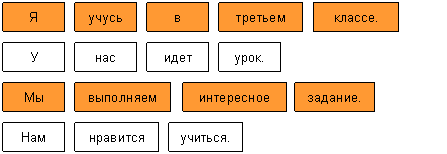 Я учусь в третьем классе.
У нас идет урок.
Мы выполняем интересное задание.
Нам нравится учиться.